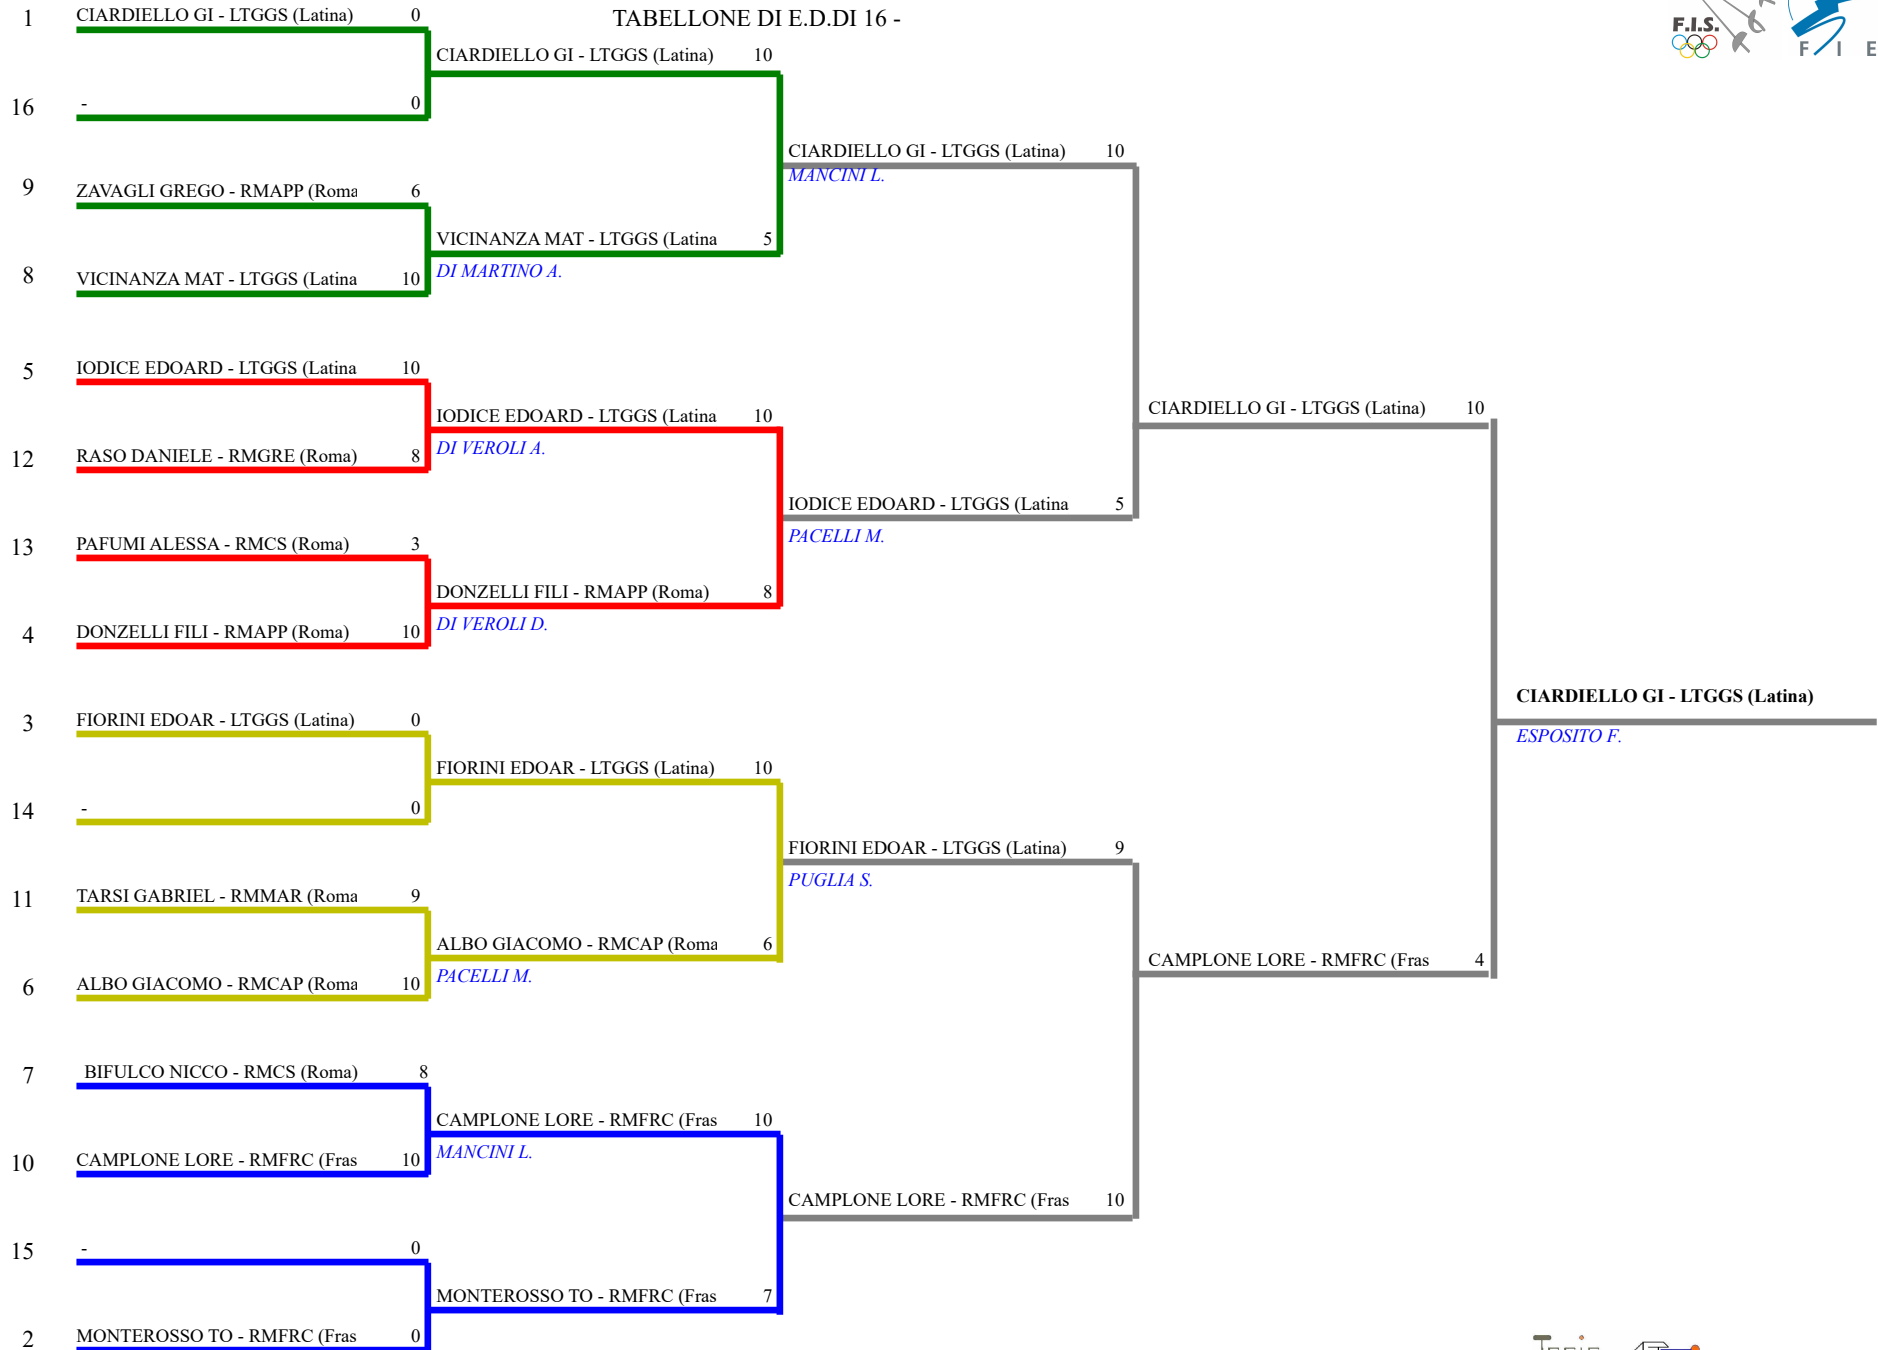 TABELLONE DI E.D.DI 16 -
F.I.S.
F I E
1 CIARDIELLO GI - LTGGS (Latina) 0
CIARDIELLO GI - LTGGS (Latina) 10
16 - 0
CIARDIELLO GI - LTGGS (Latina) 10
MANCINI L.
9 ZAVAGLI GREGO - RMAPP (Roma 6
VICINANZA MAT - LTGGS (Latina 5
DI MARTINO A.
8 VICINANZA MAT - LTGGS (Latina 10
5 IODICE EDOARD - LTGGS (Latina 10
CIARDIELLO GI - LTGGS (Latina) 10
IODICE EDOARD - LTGGS (Latina 10
DI VEROLI A.
12 RASO DANIELE - RMGRE (Roma) 8
IODICE EDOARD - LTGGS (Latina 5
PACELLI M.
13 PAFUMI ALESSA - RMCS (Roma) 3
DONZELLI FILI - RMAPP (Roma) 8
DI VEROLI D.
4 DONZELLI FILI - RMAPP (Roma) 10
CIARDIELLO GI - LTGGS (Latina)
ESPOSITO F.
3 FIORINI EDOAR - LTGGS (Latina) 0
FIORINI EDOAR - LTGGS (Latina) 10
14 - 0
FIORINI EDOAR - LTGGS (Latina) 9
PUGLIA S.
11 TARSI GABRIEL - RMMAR (Roma 9
ALBO GIACOMO - RMCAP (Roma 6
PACELLI M.
CAMPLONE LORE - RMFRC (Fras 4
6 ALBO GIACOMO - RMCAP (Roma 10
7 BIFULCO NICCO - RMCS (Roma) 8
CAMPLONE LORE - RMFRC (Fras 10
MANCINI L.
10 CAMPLONE LORE - RMFRC (Fras 10
CAMPLONE LORE - RMFRC (Fras 10
15 - 0
MONTEROSSO TO - RMFRC (Fras 7
2 MONTEROSSO TO - RMFRC (Fras 0